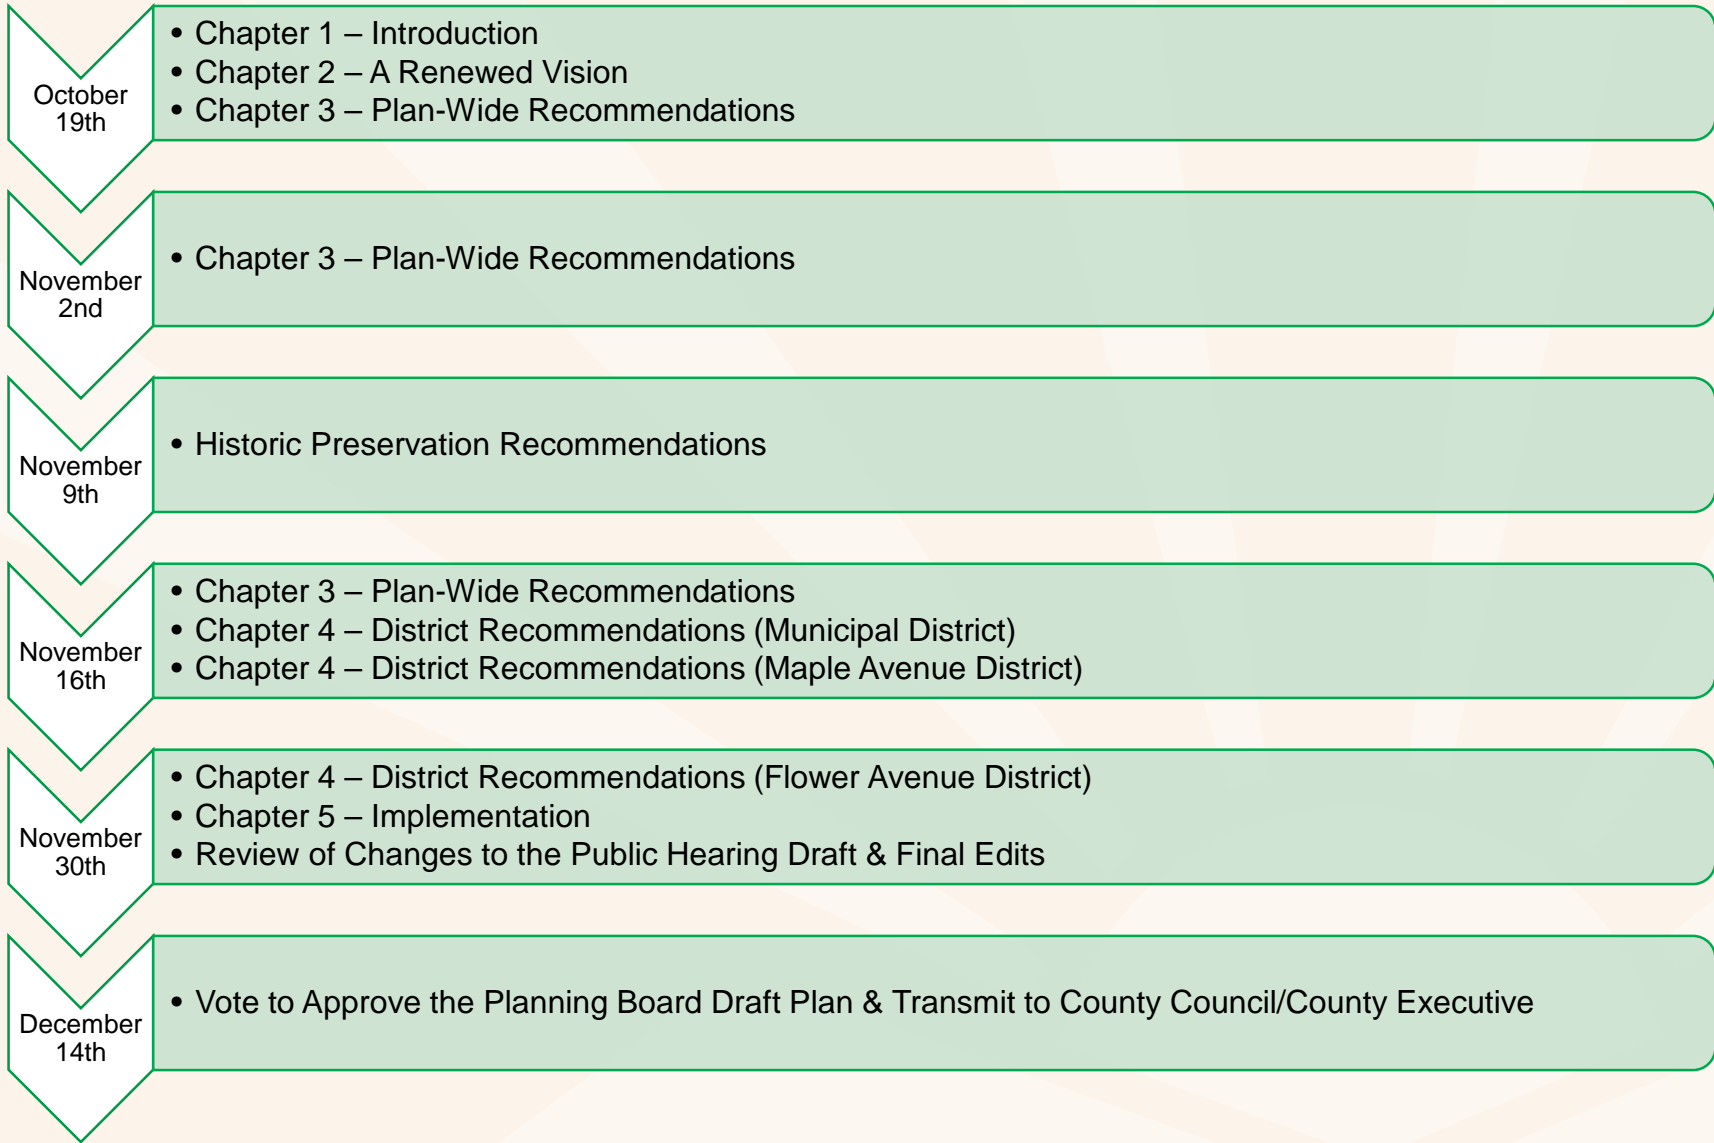 October
19th
• Chapter 1 – Introduction
• Chapter 2 – A Renewed Vision
• Chapter 3 – Plan-Wide Recommendations
November
2nd
• Chapter 3 – Plan-Wide Recommendations
November
9th
• Historic Preservation Recommendations
November
16th
• Chapter 3 – Plan-Wide Recommendations
• Chapter 4 – District Recommendations (Municipal District)
• Chapter 4 – District Recommendations (Maple Avenue District)
November
30th
• Chapter 4 – District Recommendations (Flower Avenue District)
• Chapter 5 – Implementation
• Review of Changes to the Public Hearing Draft & Final Edits
December
14th
• Vote to Approve the Planning Board Draft Plan & Transmit to County Council/County Executive